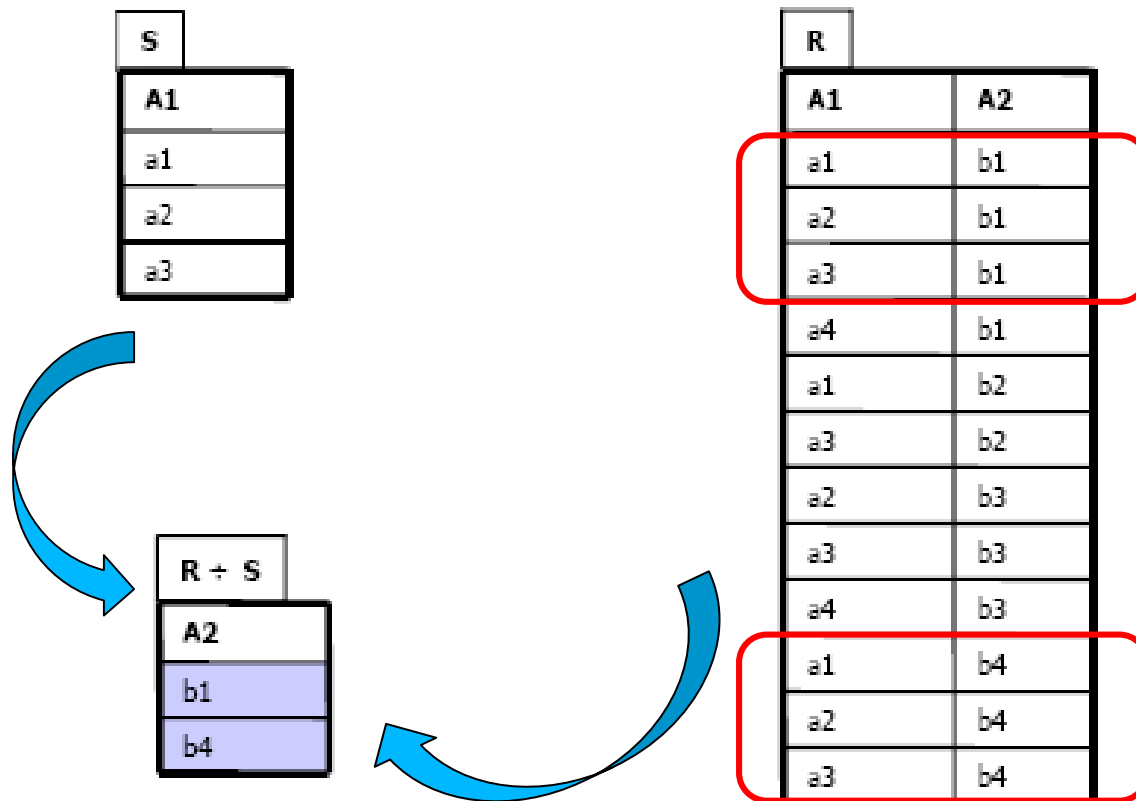 S
A1
a1
a2
a3
R ÷ S
A2
b1
b4
R
A1 A2
a1 b1
a2 b1
a3 b1
a4 b1
a1 b2
a3 b2
a2 b3
a3 b3
a4 b3
a1 b4
a2 b4
a3 b4